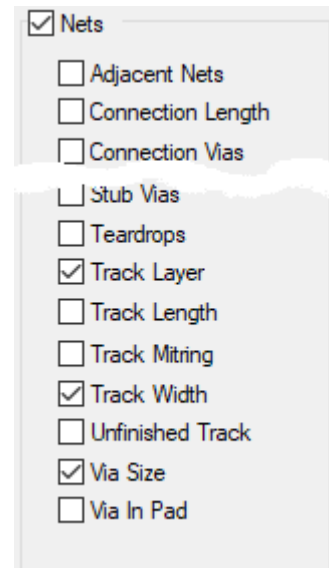 Nets
Adjacent Nets
Connection Length
Connection Vias
Stub Vias
Teardrops
Track Layer
Track Length
Track Mitring
Track Width
Unfinished Track
Via Size
Via In Pad